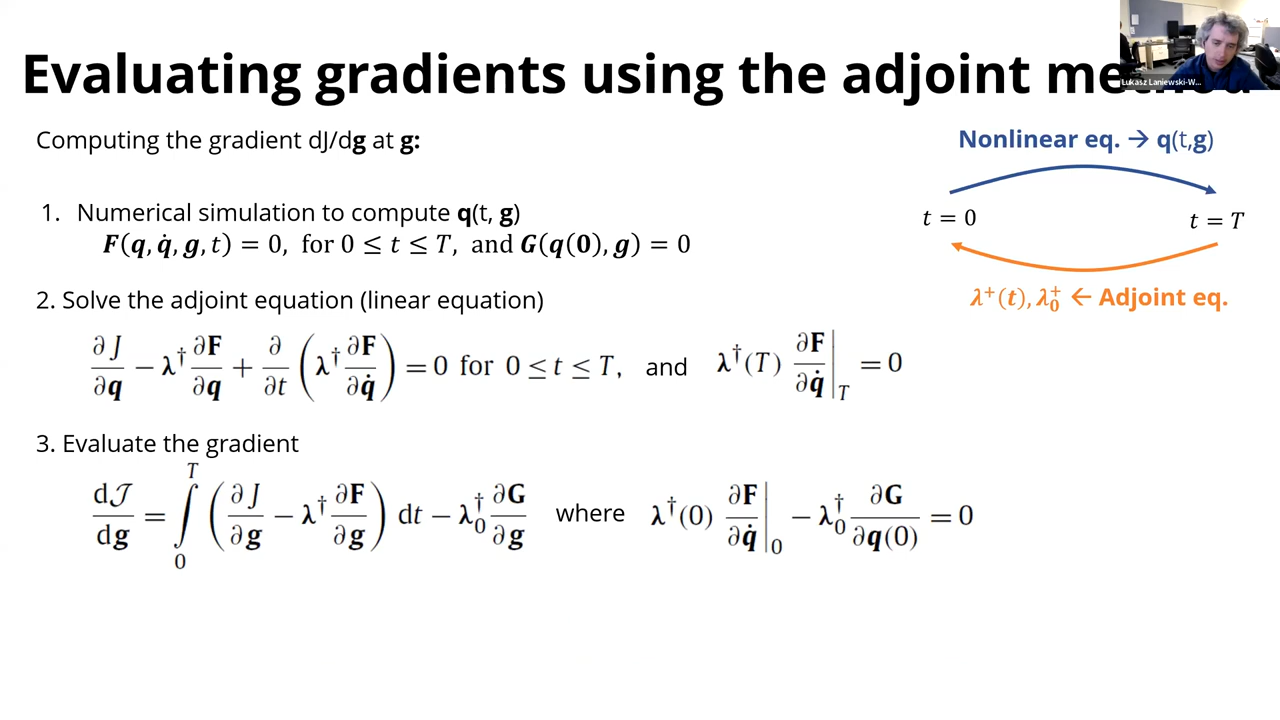 Evaluating gradients using the adjoint method
Lukasz Laniewski-W...
Computing the gradient dJ/dg at g:
Nonlinear eq. → q(t,g)
t = 0
t = T
λ⁺(t), λ₀⁺ ← Adjoint eq.
1. Numerical simulation to compute q(t, g)
F(q, q̇, g, t) = 0, for 0 ≤ t ≤ T, and G(q(0), g) = 0
2. Solve the adjoint equation (linear equation)
∂J/∂q − λ† ∂F/∂q + ∂/∂t (λ† ∂F/∂q̇) = 0 for 0 ≤ t ≤ T, and λ†(T) ∂F/∂q̇ |_T = 0
3. Evaluate the gradient
d𝒥/dg = ∫₀ᵀ (∂J/∂g − λ† ∂F/∂g) dt − λ₀† ∂G/∂g where λ†(0) ∂F/∂q̇ |₀ − λ₀† ∂G/∂q(0) = 0